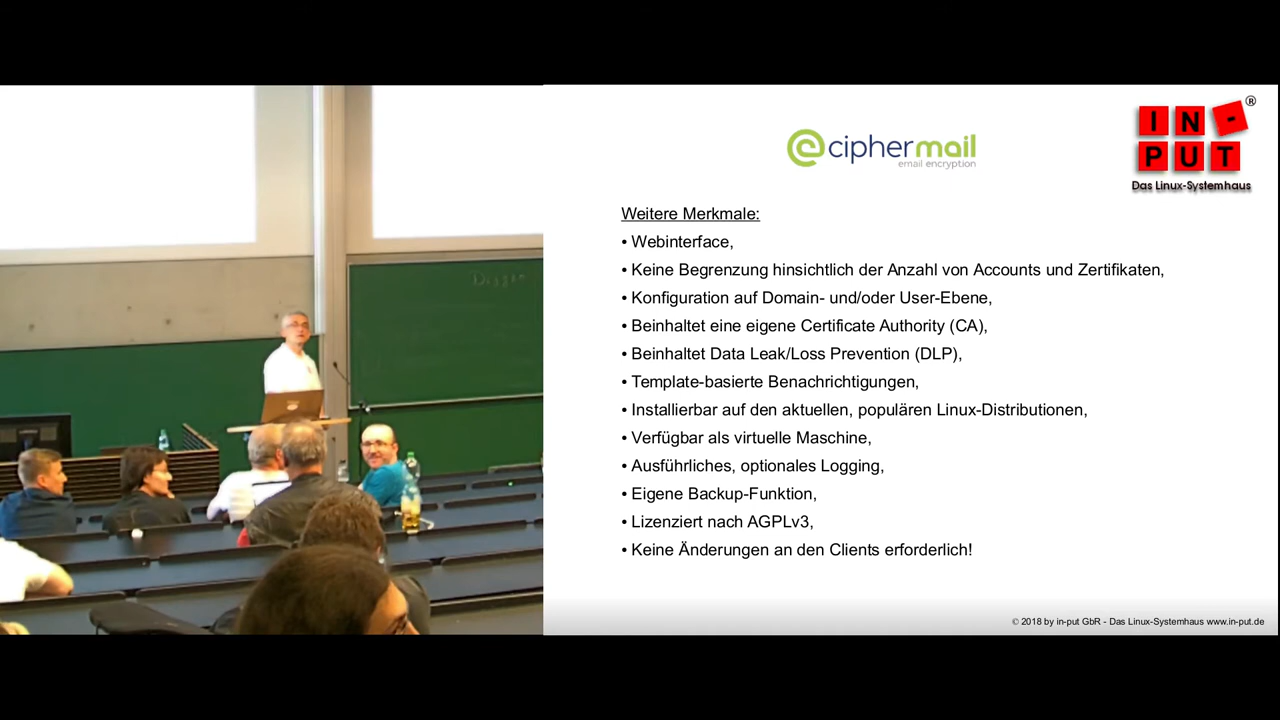 ciphermail
email encryption
IN-
PUT
®
Das Linux-Systemhaus
Weitere Merkmale:
• Webinterface,
• Keine Begrenzung hinsichtlich der Anzahl von Accounts und Zertifikaten,
• Konfiguration auf Domain- und/oder User-Ebene,
• Beinhaltet eine eigene Certificate Authority (CA),
• Beinhaltet Data Leak/Loss Prevention (DLP),
• Template-basierte Benachrichtigungen,
• Installierbar auf den aktuellen, populären Linux-Distributionen,
• Verfügbar als virtuelle Maschine,
• Ausführliches, optionales Logging,
• Eigene Backup-Funktion,
• Lizenziert nach AGPLv3,
• Keine Änderungen an den Clients erforderlich!
© 2018 by in-put GbR - Das Linux-Systemhaus www.in-put.de